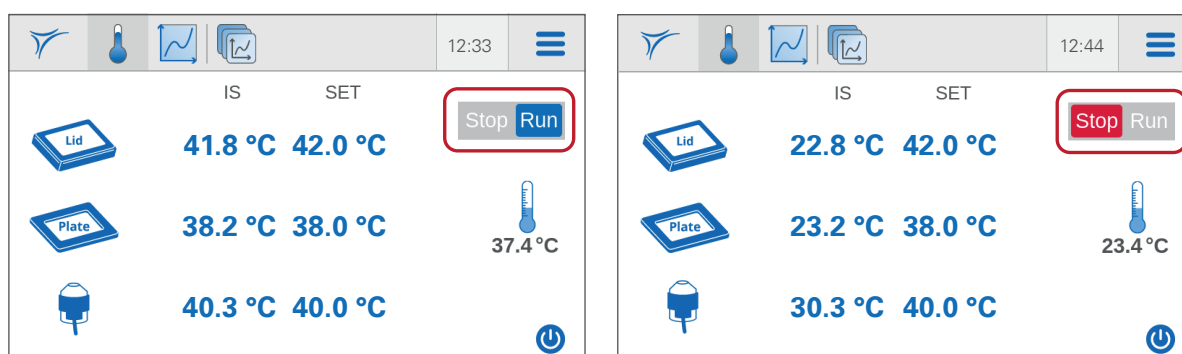 12:33
IS SET
Stop Run
Lid 41.8 °C 42.0 °C
Plate 38.2 °C 38.0 °C
37.4 °C
40.3 °C 40.0 °C
12:44
IS SET
Stop Run
Lid 22.8 °C 42.0 °C
Plate 23.2 °C 38.0 °C
23.4 °C
30.3 °C 40.0 °C